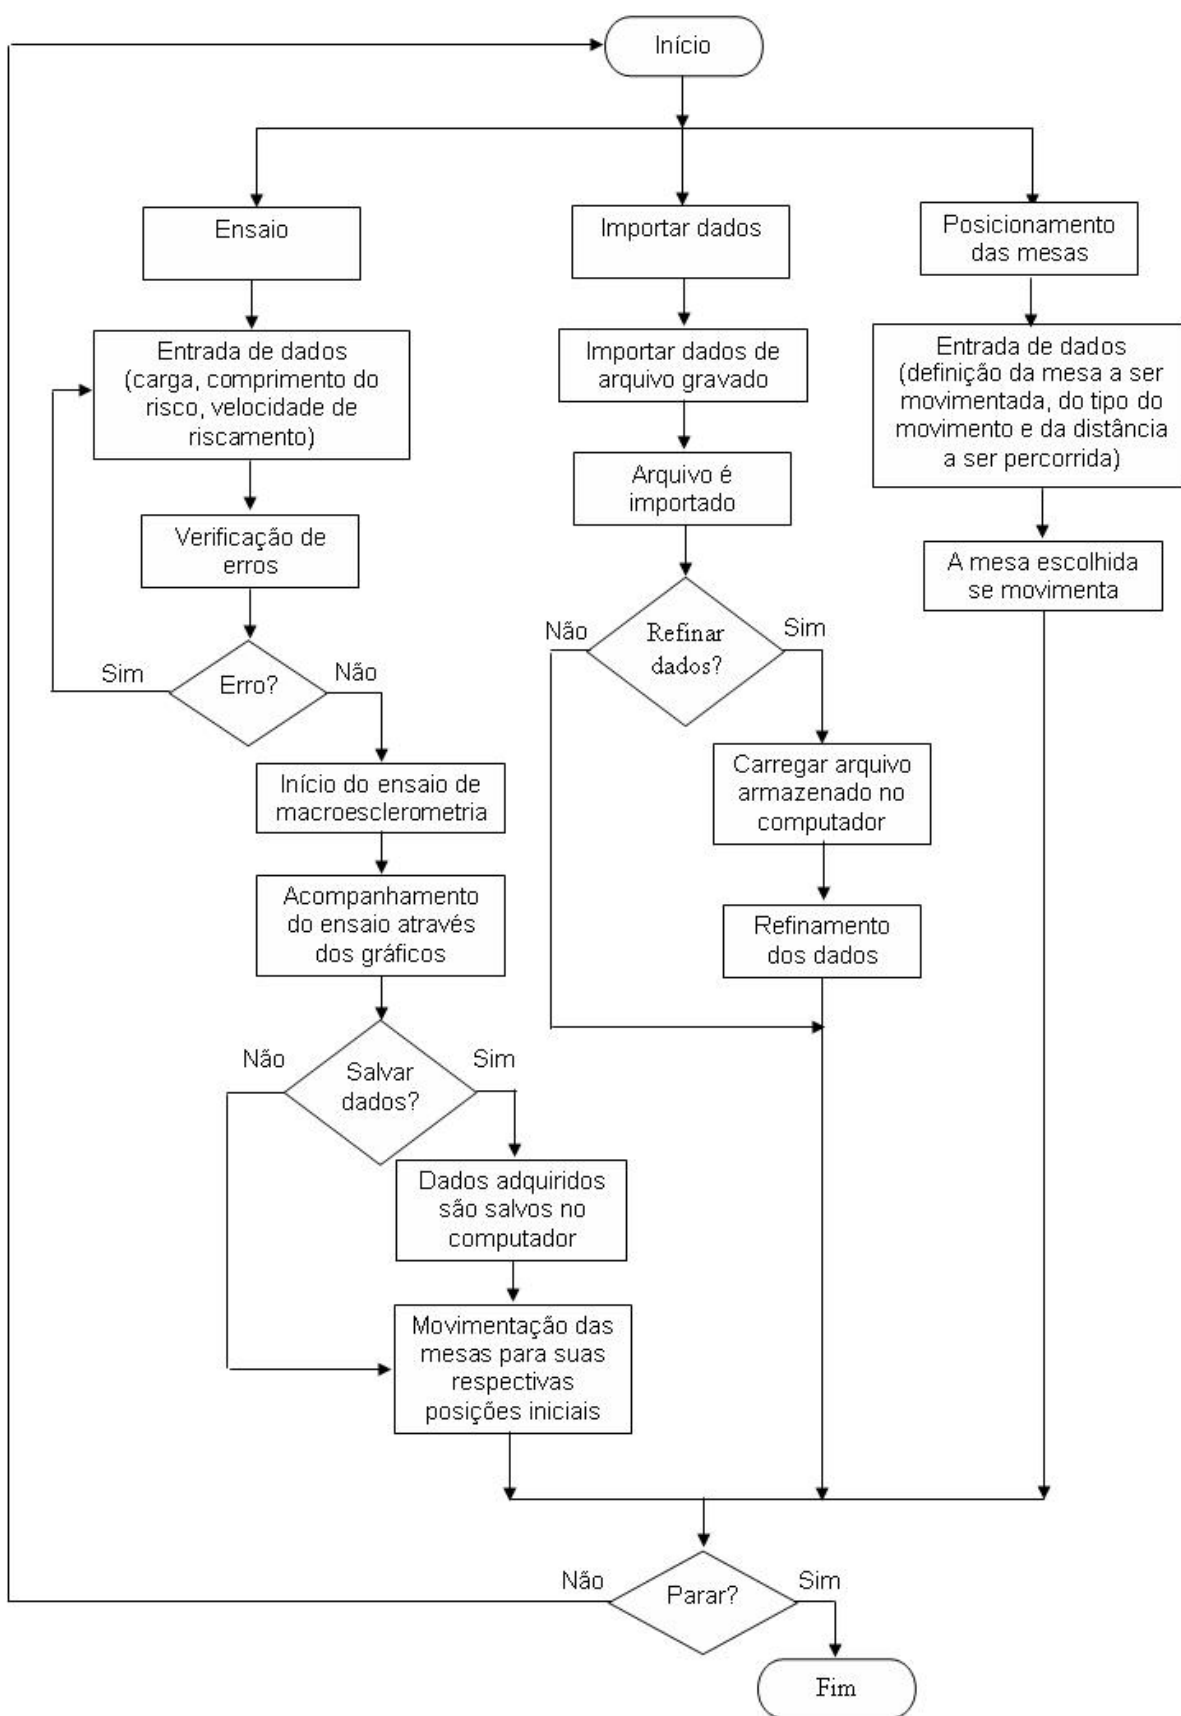 Início
Ensaio
Importar dados
Posicionamento
das mesas
Entrada de dados
(carga, comprimento do
risco, velocidade de
riscamento)
Importar dados de
arquivo gravado
Entrada de dados
(definição da mesa a ser
movimentada, do tipo do
movimento e da distância
a ser percorrida)
Arquivo é
importado
Verificação de
erros
A mesa escolhida
se movimenta
Erro?
Sim
Não
Refinar
dados?
Não
Sim
Início do ensaio de
macroesclerometria
Carregar arquivo
armazenado no
computador
Acompanhamento
do ensaio através
dos gráficos
Refinamento
dos dados
Salvar
dados?
Não
Sim
Dados adquiridos
são salvos no
computador
Movimentação das
mesas para suas
respectivas
posições iniciais
Parar?
Não
Sim
Fim